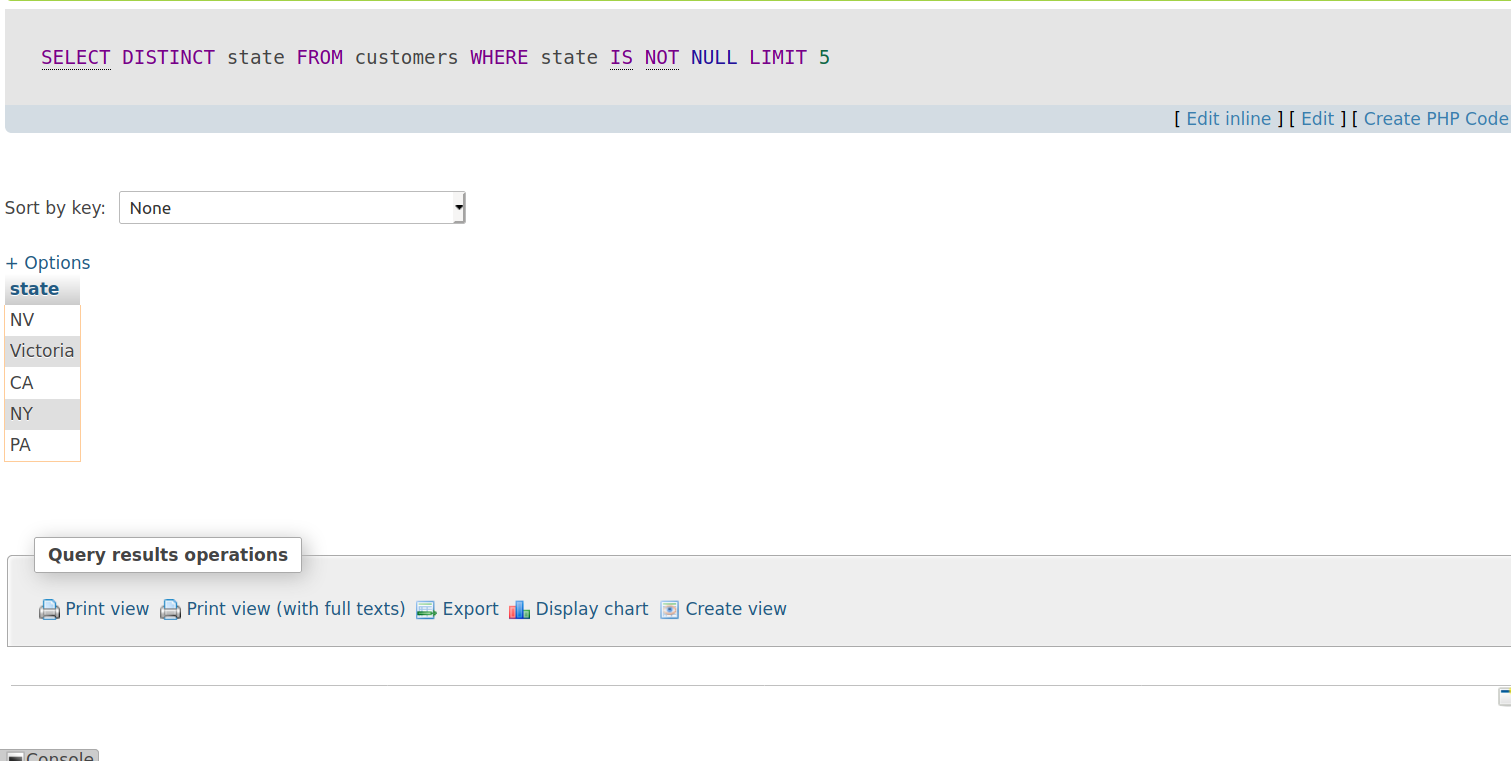 SELECT DISTINCT state FROM customers WHERE state IS NOT NULL LIMIT 5
[ Edit inline ] [ Edit ] [ Create PHP Code
Sort by key: None
+ Options
state
NV
Victoria
CA
NY
PA
Query results operations
Print view Print view (with full texts) Export Display chart Create view
Console